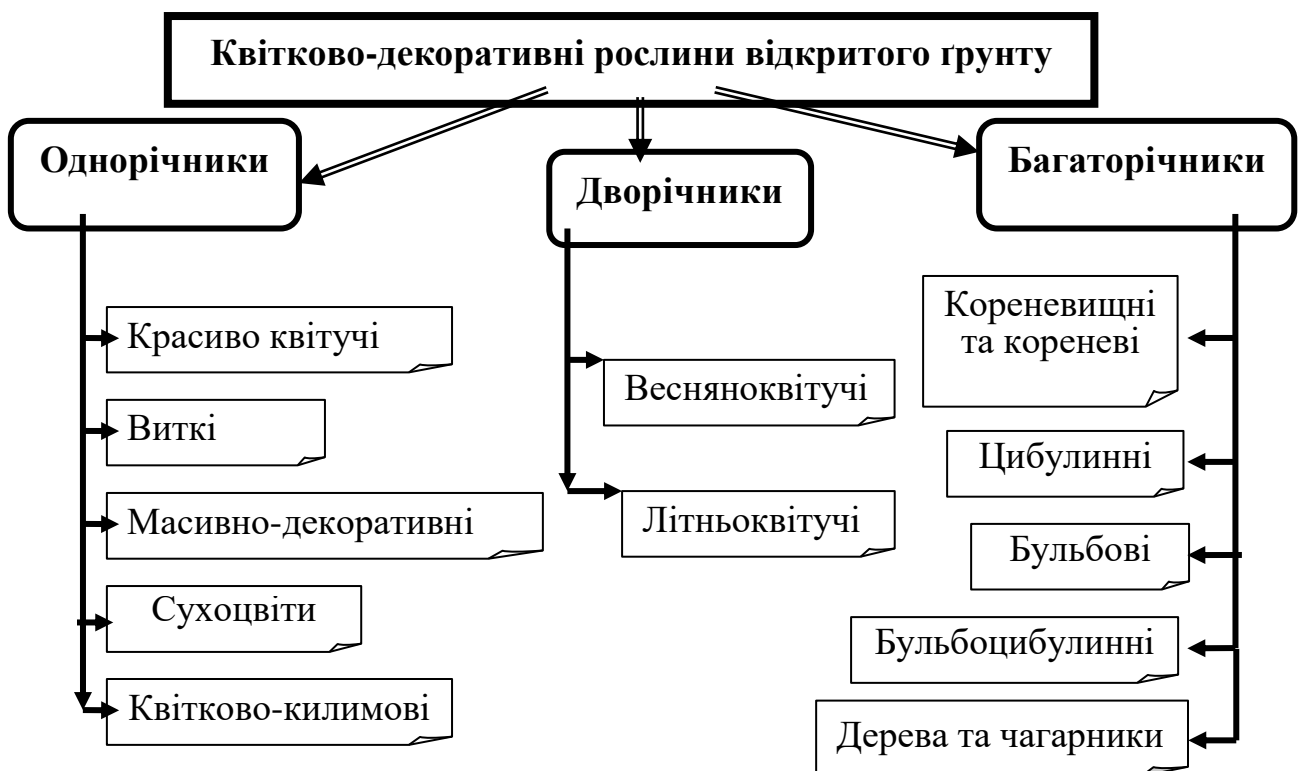 Квітково-декоративні рослини відкритого ґрунту
Однорічники
Дворічники
Багаторічники
Красиво квітучі
Виткі
Масивно-декоративні
Сухоцвіти
Квітково-килимові
Весняноквітучі
Літньоквітучі
Кореневищні
та кореневі
Цибулинні
Бульбові
Бульбоцибулинні
Дерева та чагарники